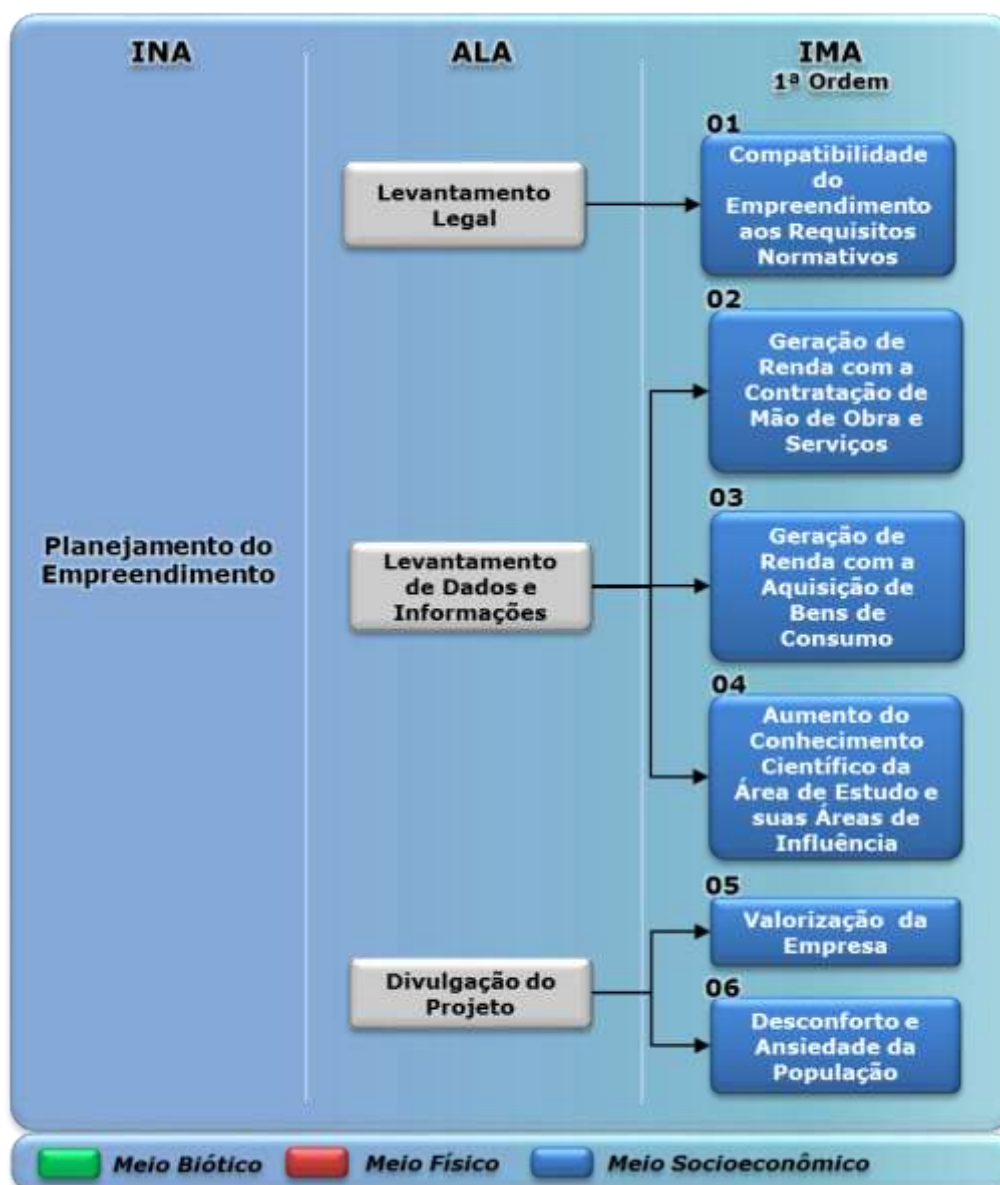 INA
ALA
IMA
1ª Ordem
01
Compatibilidade
do
Empreendimento
aos Requisitos
Normativos
Levantamento
Legal
02
Geração de
Renda com a
Contratação de
Mão de Obra e
Serviços
03
Geração de
Renda com a
Aquisição de
Bens de
Consumo
Planejamento do
Empreendimento
Levantamento
de Dados e
Informações
04
Aumento do
Conhecimento
Científico da
Área de Estudo e
suas Áreas de
Influência
05
Valorização da
Empresa
Divulgação do
Projeto
06
Desconforto e
Ansiedade da
População
Meio Biótico
Meio Físico
Meio Socioeconômico